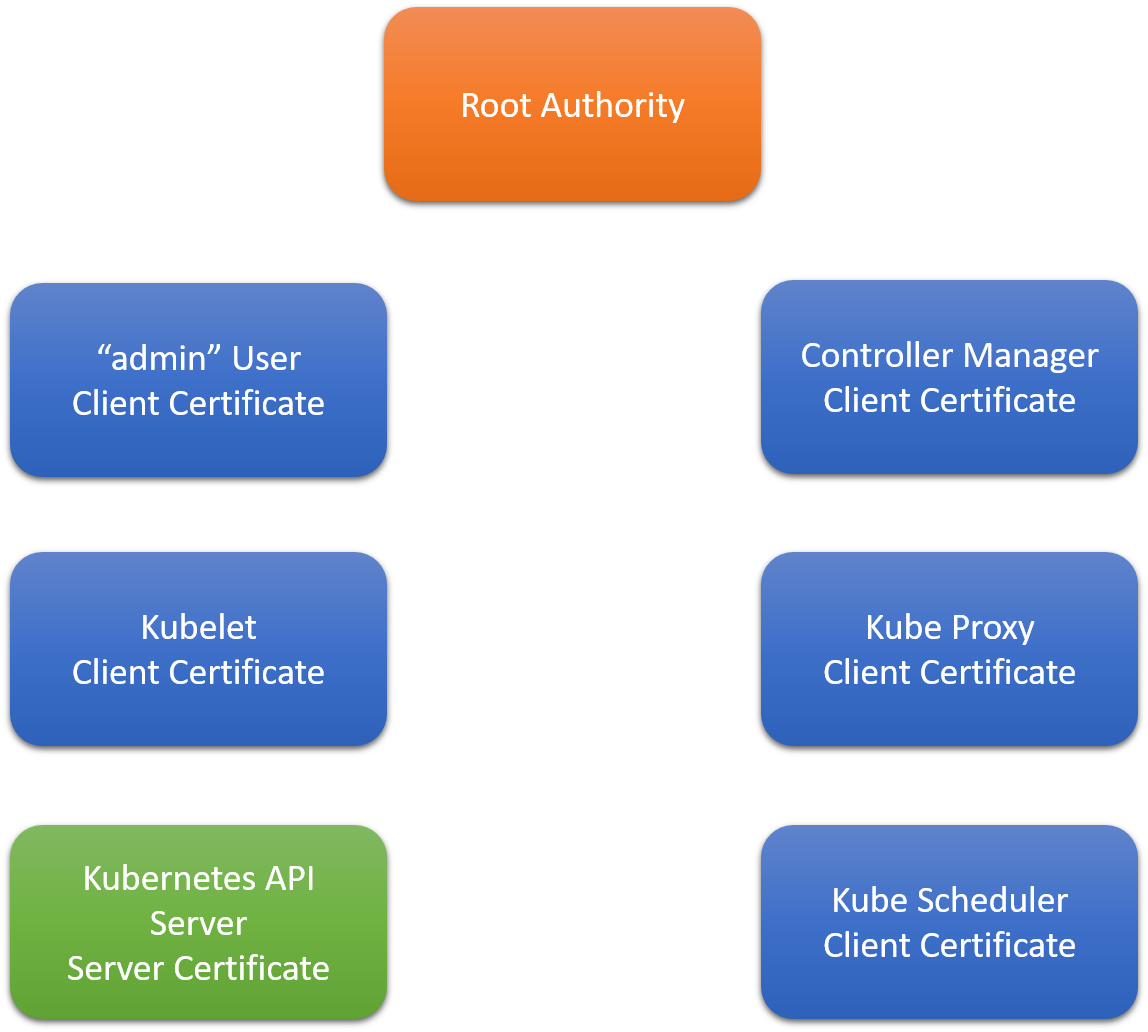 Root Authority
“admin” User
Client Certificate
Controller Manager
Client Certificate
Kubelet
Client Certificate
Kube Proxy
Client Certificate
Kubernetes API
Server
Server Certificate
Kube Scheduler
Client Certificate